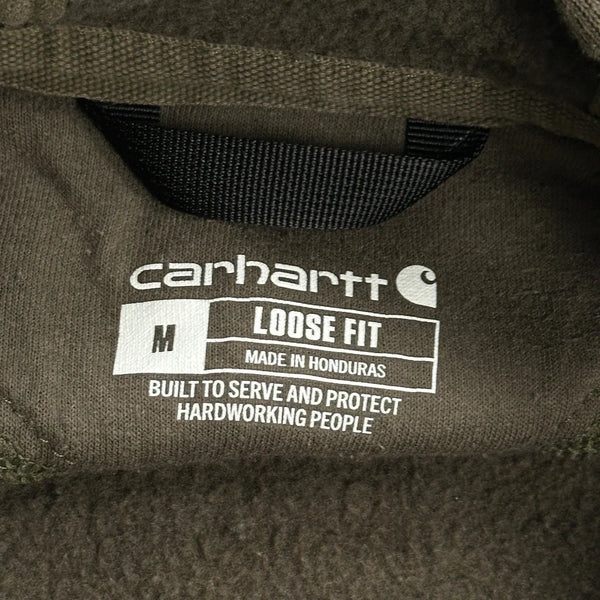 carhartt
M
LOOSE FIT
MADE IN HONDURAS
BUILT TO SERVE AND PROTECT
HARDWORKING PEOPLE